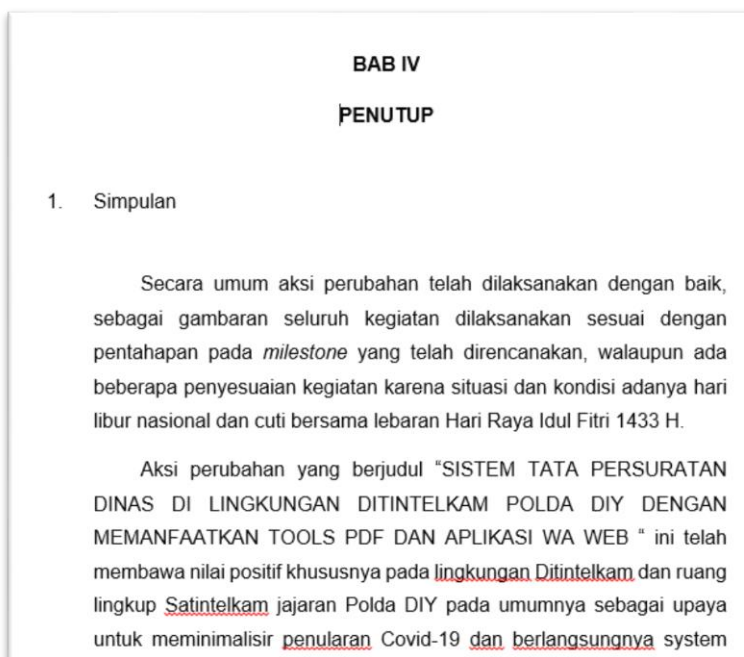 BAB IV
PENUTUP
1. Simpulan
Secara umum aksi perubahan telah dilaksanakan dengan baik,
sebagai gambaran seluruh kegiatan dilaksanakan sesuai dengan
pentahapan pada milestone yang telah direncanakan, walaupun ada
beberapa penyesuaian kegiatan karena situasi dan kondisi adanya hari
libur nasional dan cuti bersama lebaran Hari Raya Idul Fitri 1433 H.
Aksi perubahan yang berjudul “SISTEM TATA PERSURATAN
DINAS DI LINGKUNGAN DITINTELKAM POLDA DIY DENGAN
MEMANFAATKAN TOOLS PDF DAN APLIKASI WA WEB “ ini telah
membawa nilai positif khususnya pada lingkungan Ditintelkam dan ruang
lingkup Satintelkam jajaran Polda DIY pada umumnya sebagai upaya
untuk meminimalisir penularan Covid-19 dan berlangsungnya system